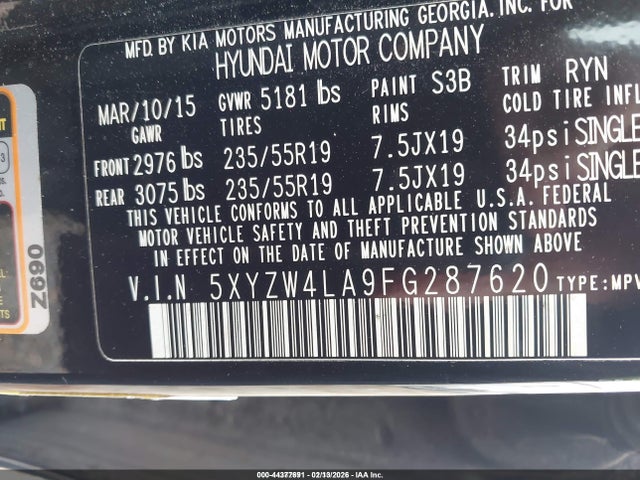 MFD. BY KIA MOTORS MANUFACTURING GEORGIA. INC. FOR
HYUNDAI MOTOR COMPANY
MAR/10/15 GVWR 5181 lbs PAINT S3B TRIM RYN
GAWR TIRES RIMS COLD TIRE INFL
FRONT 2976 lbs 235/55R19 7.5JX19 34psi SINGLE
REAR 3075 lbs 235/55R19 7.5JX19 34psi SINGLE
THIS VEHICLE CONFORMS TO ALL APPLICABLE U.S.A. FEDERAL
MOTOR VEHICLE SAFETY AND THEFT PREVENTION STANDARDS
IN EFFECT ON THE DATE OF MANUFACTURE SHOWN ABOVE.
V.I.N 5XYZW4LA9FG287620 TYPE:MPV
Z690
000-44372691 | 02/13/2026 | IAA Inc.